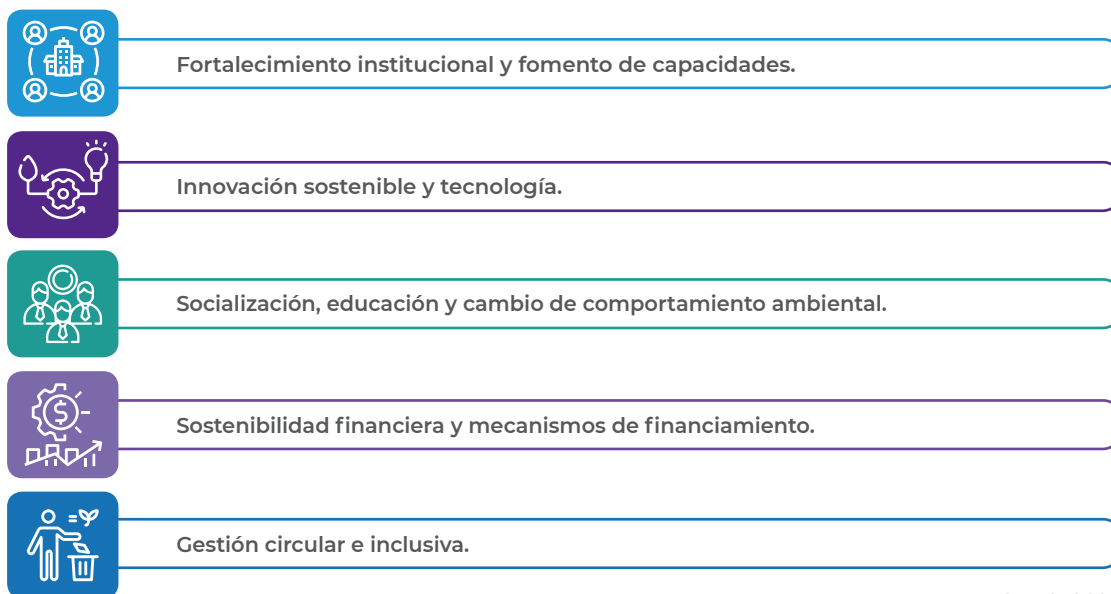 Fortalecimiento institucional y fomento de capacidades.
Innovación sostenible y tecnología.
Socialización, educación y cambio de comportamiento ambiental.
Sostenibilidad financiera y mecanismos de financiamiento.
Gestión circular e inclusiva.